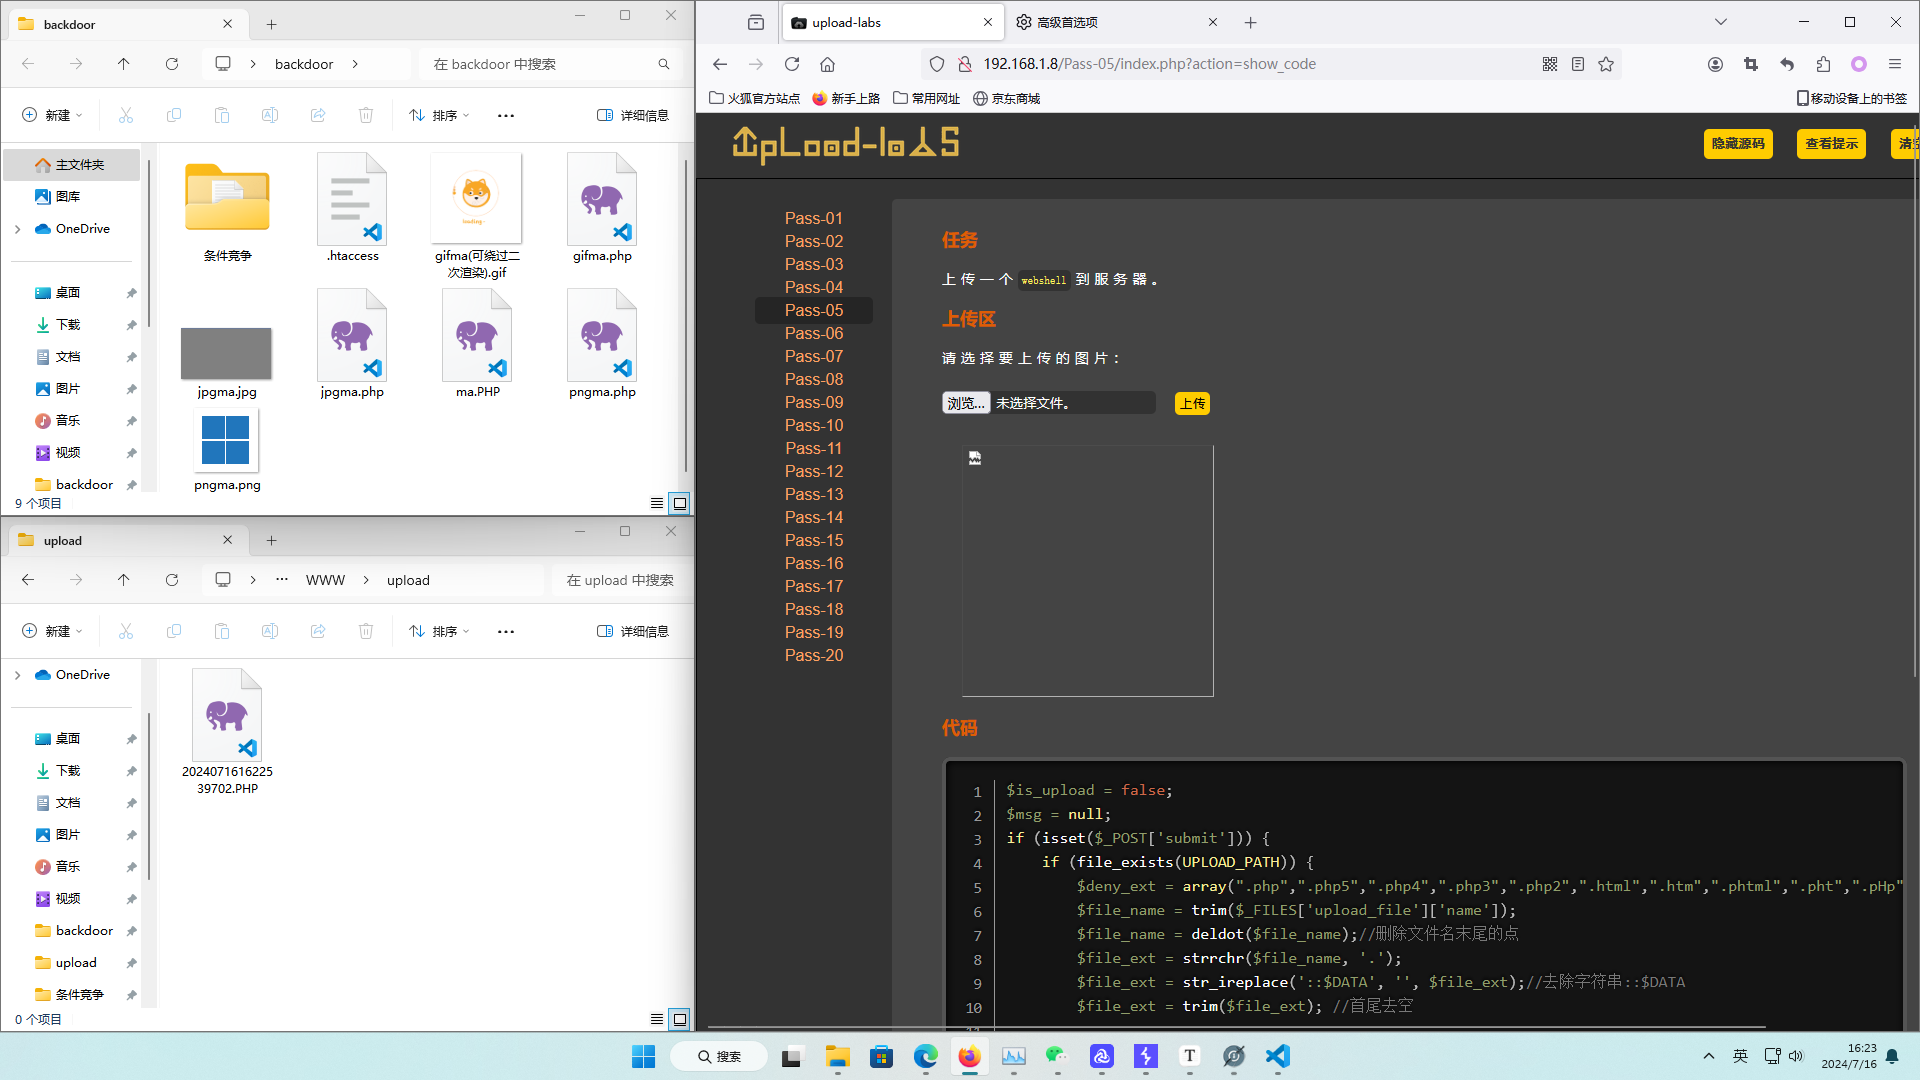 backdoor
backdoor
在 backdoor 中搜索
新建
排序
详细信息
主文件夹
图库
OneDrive
桌面
下载
文档
图片
音乐
视频
backdoor
条件竞争
.htaccess
gifma(可绕过二
次渲染).gif
gifma.php
jpgma.jpg
jpgma.php
ma.PHP
pngma.php
pngma.png
9 个项目
upload
WWW
upload
在 upload 中搜索
新建
排序
详细信息
OneDrive
桌面
下载
文档
图片
音乐
视频
backdoor
upload
条件竞争
2024071616225
39702.PHP
0 个项目
upload-labs
高级首选项
192.168.1.8/Pass-05/index.php?action=show_code
火狐官方站点
新手上路
常用网址
京东商城
移动设备上的书签
UpLoad-labs
隐藏源码
查看提示
Pass-01
Pass-02
Pass-03
Pass-04
Pass-05
Pass-06
Pass-07
Pass-08
Pass-09
Pass-10
Pass-11
Pass-12
Pass-13
Pass-14
Pass-15
Pass-16
Pass-17
Pass-18
Pass-19
Pass-20
任务
上传一个 webshell 到服务器。
上传区
请选择要上传的图片：
浏览... 未选择文件。
上传
代码
1 $is_upload = false;
2 $msg = null;
3 if (isset($_POST['submit'])) {
4 if (file_exists(UPLOAD_PATH)) {
5 $deny_ext = array(".php",".php5",".php4",".php3",".php2",".html",".htm",".phtml",".pht",".pHp"
6 $file_name = trim($_FILES['upload_file']['name']);
7 $file_name = deldot($file_name);//删除文件名末尾的点
8 $file_ext = strrchr($file_name, '.');
9 $file_ext = str_ireplace('::$DATA', '', $file_ext);//去除字符串::$DATA
10 $file_ext = trim($file_ext); //首尾去空
搜索
英
16:23
2024/7/16